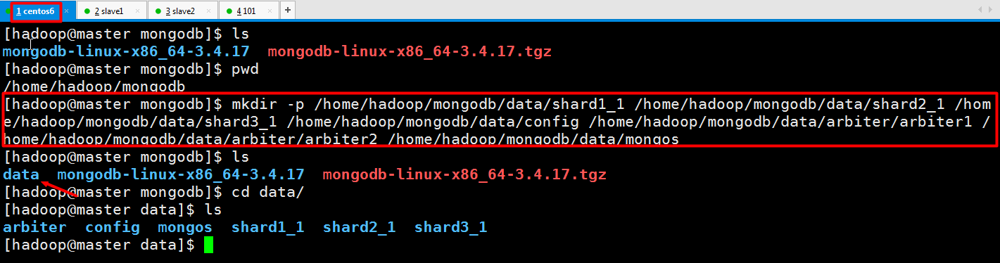 1 centos6 × 2 slave1 × 3 slave2 × 4 101 × +
[hadoop@master mongodb]$ ls
mongodb-linux-x86_64-3.4.17  mongodb-linux-x86_64-3.4.17.tgz
[hadoop@master mongodb]$ pwd
/home/hadoop/mongodb
[hadoop@master mongodb]$ mkdir -p /home/hadoop/mongodb/data/shard1_1 /home/hadoop/mongodb/data/shard2_1 /hom
e/hadoop/mongodb/data/shard3_1 /home/hadoop/mongodb/data/config /home/hadoop/mongodb/data/arbiter/arbiter1 /
home/hadoop/mongodb/data/arbiter/arbiter2 /home/hadoop/mongodb/data/mongos
[hadoop@master mongodb]$ ls
data  mongodb-linux-x86_64-3.4.17  mongodb-linux-x86_64-3.4.17.tgz
[hadoop@master mongodb]$ cd data/
[hadoop@master data]$ ls
arbiter  config  mongos  shard1_1  shard2_1  shard3_1
[hadoop@master data]$